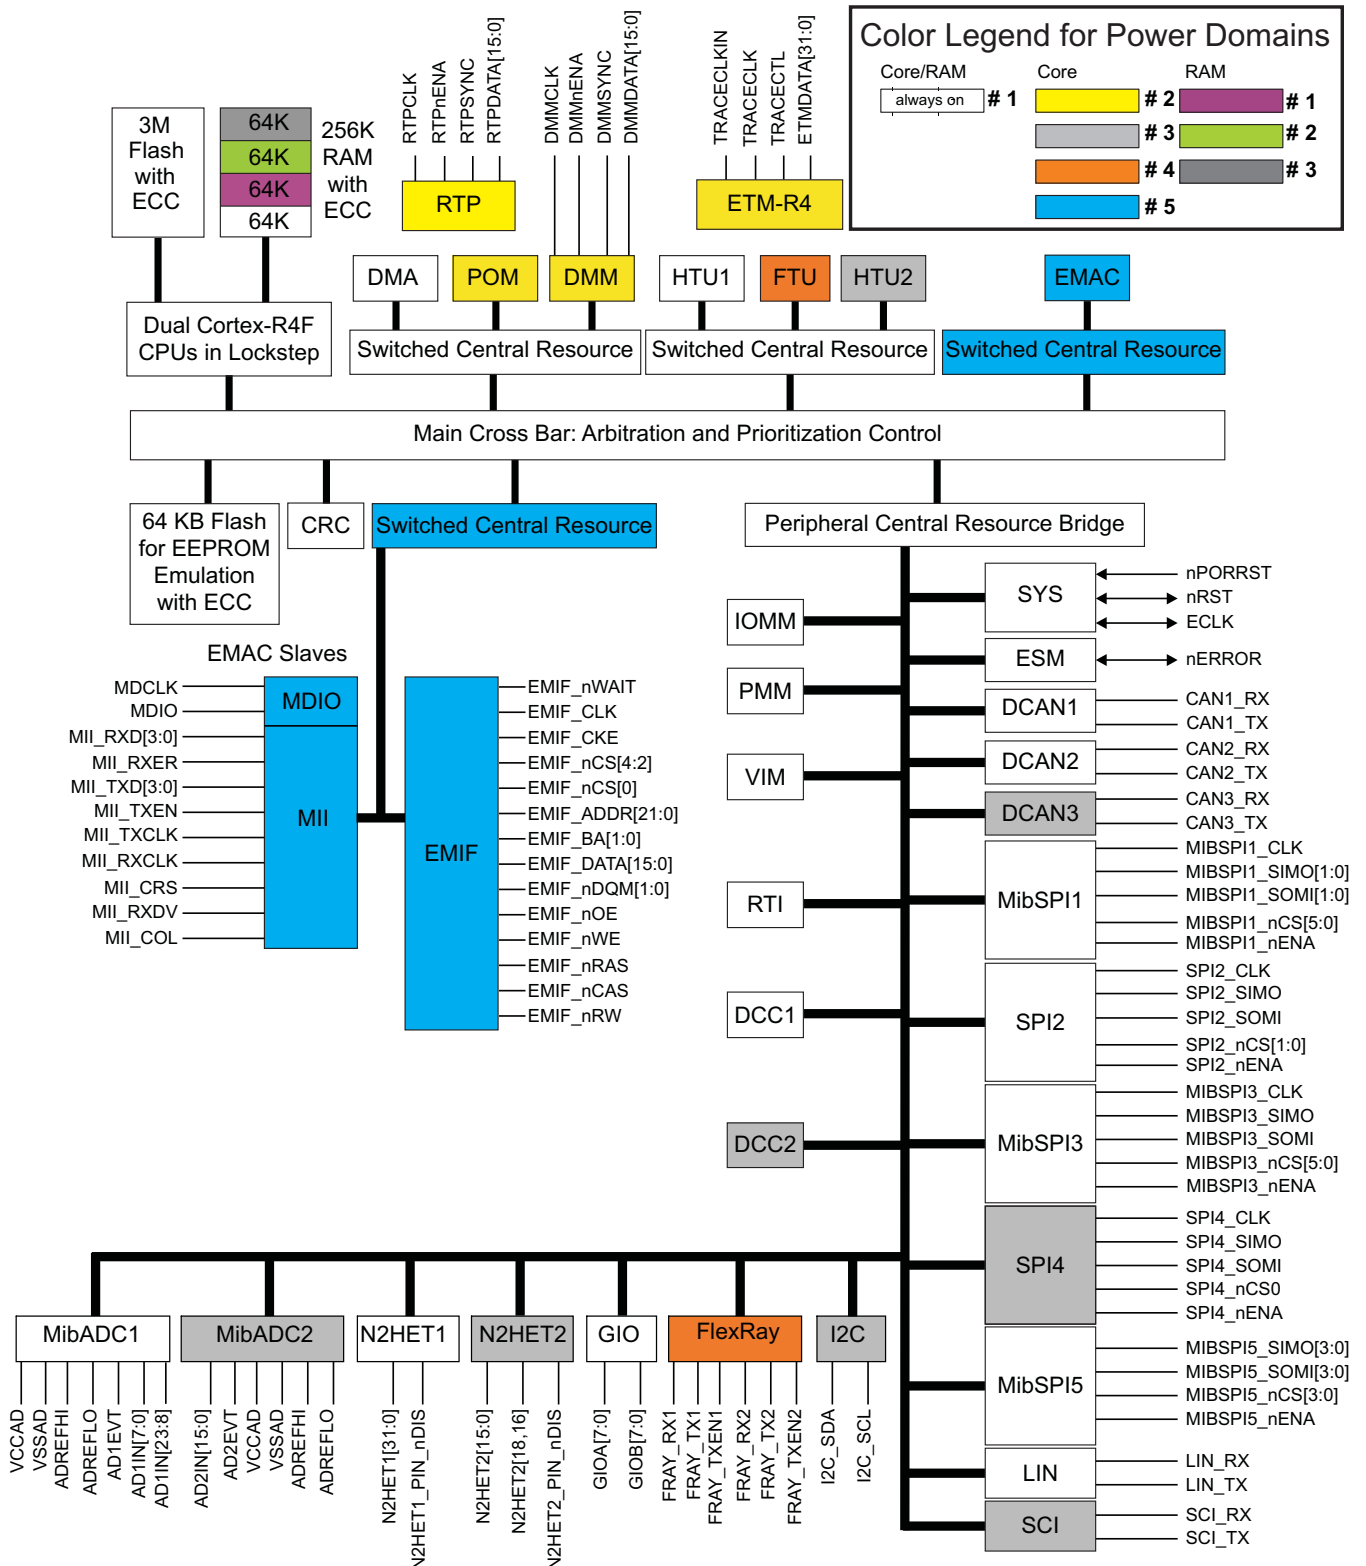 Color Legend for Power Domains
Core/RAM
Core
RAM
always on
# 1
# 2
# 1
# 3
# 2
# 4
# 3
# 5
3M
Flash
with
ECC
64K
64K
64K
64K
256K
RAM
with
ECC
RTPCLK
RTPnENA
RTPSYNC
RTPDATA[15:0]
RTP
DMMCLK
DMMnENA
DMMSYNC
DMMDATA[15:0]
TRACECLKIN
TRACECLK
TRACECTL
ETMDATA[31:0]
ETM-R4
DMA
POM
DMM
HTU1
FTU
HTU2
EMAC
Dual Cortex-R4F
CPUs in Lockstep
Switched Central Resource
Switched Central Resource
Switched Central Resource
Main Cross Bar: Arbitration and Prioritization Control
64 KB Flash
for EEPROM
Emulation
with ECC
CRC
Switched Central Resource
Peripheral Central Resource Bridge
EMAC Slaves
MDCLK
MDIO
MII_RXD[3:0]
MII_RXER
MII_TXD[3:0]
MII_TXEN
MII_TXCLK
MII_RXCLK
MII_CRS
MII_RXDV
MII_COL
MDIO
MII
EMIF
EMIF_nWAIT
EMIF_CLK
EMIF_CKE
EMIF_nCS[4:2]
EMIF_nCS[0]
EMIF_ADDR[21:0]
EMIF_BA[1:0]
EMIF_DATA[15:0]
EMIF_nDQM[1:0]
EMIF_nOE
EMIF_nWE
EMIF_nRAS
EMIF_nCAS
EMIF_nRW
IOMM
PMM
VIM
RTI
DCC1
DCC2
SYS
nPORRST
nRST
ECLK
ESM
nERROR
DCAN1
CAN1_RX
CAN1_TX
DCAN2
CAN2_RX
CAN2_TX
DCAN3
CAN3_RX
CAN3_TX
MibSPI1
MIBSPI1_CLK
MIBSPI1_SIMO[1:0]
MIBSPI1_SOMI[1:0]
MIBSPI1_nCS[5:0]
MIBSPI1_nENA
SPI2
SPI2_CLK
SPI2_SIMO
SPI2_SOMI
SPI2_nCS[1:0]
SPI2_nENA
MibSPI3
MIBSPI3_CLK
MIBSPI3_SIMO
MIBSPI3_SOMI
MIBSPI3_nCS[5:0]
MIBSPI3_nENA
SPI4
SPI4_CLK
SPI4_SIMO
SPI4_SOMI
SPI4_nCS0
SPI4_nENA
MibSPI5
MIBSPI5_SIMO[3:0]
MIBSPI5_SOMI[3:0]
MIBSPI5_nCS[3:0]
MIBSPI5_nENA
LIN
LIN_RX
LIN_TX
SCI
SCI_RX
SCI_TX
MibADC1
MibADC2
N2HET1
N2HET2
GIO
FlexRay
I2C
VCCAD
VSSAD
ADREFHI
ADREFLO
AD1EVT
AD1IN[7:0]
AD1IN[23:8]
AD2IN[15:0]
AD2EVT
VCCAD
VSSAD
ADREFHI
ADREFLO
N2HET1[31:0]
N2HET1_PIN_nDIS
N2HET2[15:0]
N2HET2[18,16]
N2HET2_PIN_nDIS
GIOA[7:0]
GIOB[7:0]
FRAY_RX1
FRAY_TX1
FRAY_TXEN1
FRAY_RX2
FRAY_TX2
FRAY_TXEN2
I2C_SDA
I2C_SCL